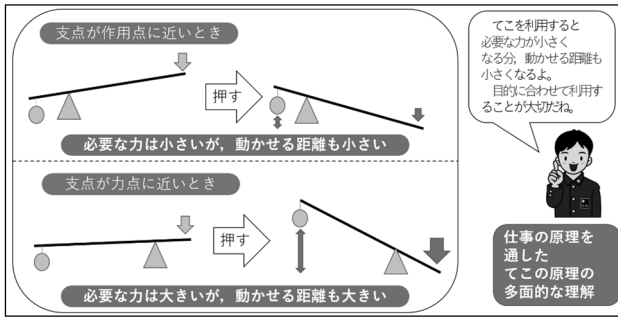 支点が作用点に近いとき
押す
必要な力は小さいが，動かせる距離も小さい
支点が力点に近いとき
押す
必要な力は大きいが，動かせる距離も大きい
てこを利用すると
必要な力が小さく
なる分，動かせる距離も
小さくなるよ。
目的に合わせて利用す
ることが大切だね。
仕事の原理を
通した
てこの原理の
多面的な理解